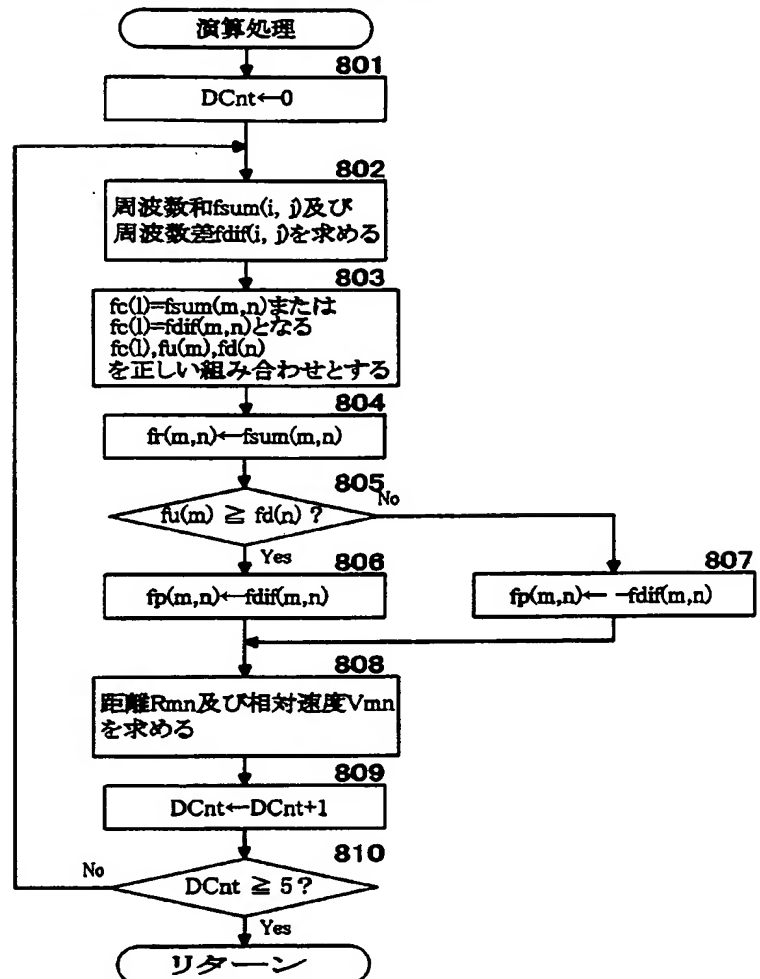 演算処理
801
DCnt←0
802
周波数和fsum(i, j)及び
周波数差fdif(i, j)を求める
803
fc(l)=fsum(m,n)または
fc(l)=fdif(m,n)となる
fc(l),fu(m),fd(n)
を正しい組み合わせとする
804
fr(m,n)←fsum(m,n)
805
No
fu(m) ≧ fd(n) ?
Yes
806
807
fp(m,n)←fdif(m,n)
fp(m,n)← −fdif(m,n)
808
距離Rmn及び相対速度Vmn
を求める
809
DCnt←DCnt+1
810
No
DCnt ≧ 5?
Yes
リターン